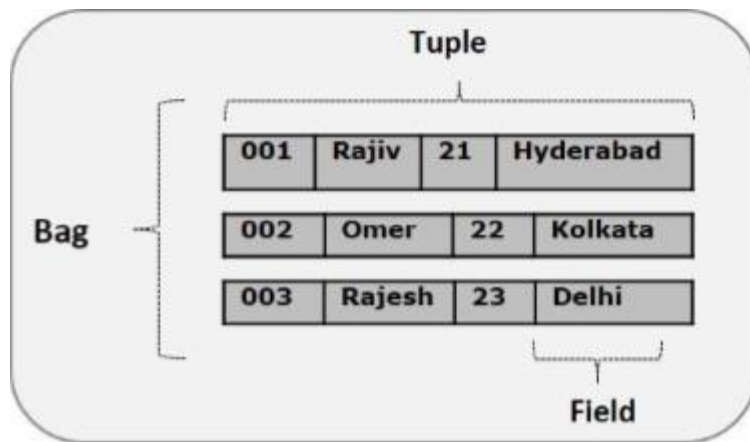 Tuple
001 Rajiv 21 Hyderabad
Bag
002 Omer 22 Kolkata
003 Rajesh 23 Delhi
Field